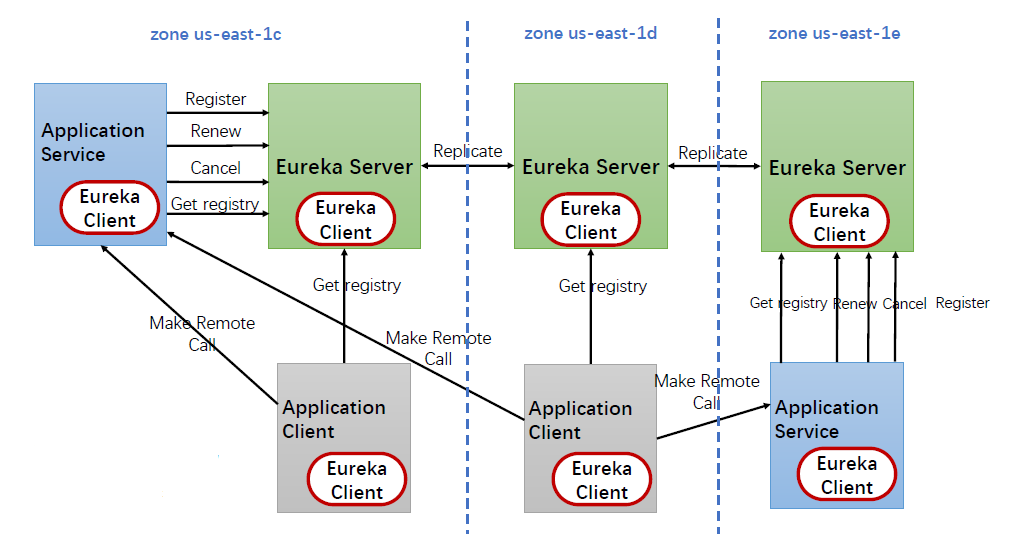 zone us-east-1c
zone us-east-1d
zone us-east-1e
Application
Service
Eureka
Client
Register
Renew
Cancel
Get registry
Eureka Server
Eureka
Client
Replicate
Eureka Server
Eureka
Client
Replicate
Eureka Server
Eureka
Client
Get registry
Get registry
Get registry
Renew
Cancel
Register
Make Remote
Call
Make Remote
Call
Make Remote
Call
Application
Client
Eureka
Client
Application
Client
Eureka
Client
Application
Service
Eureka
Client